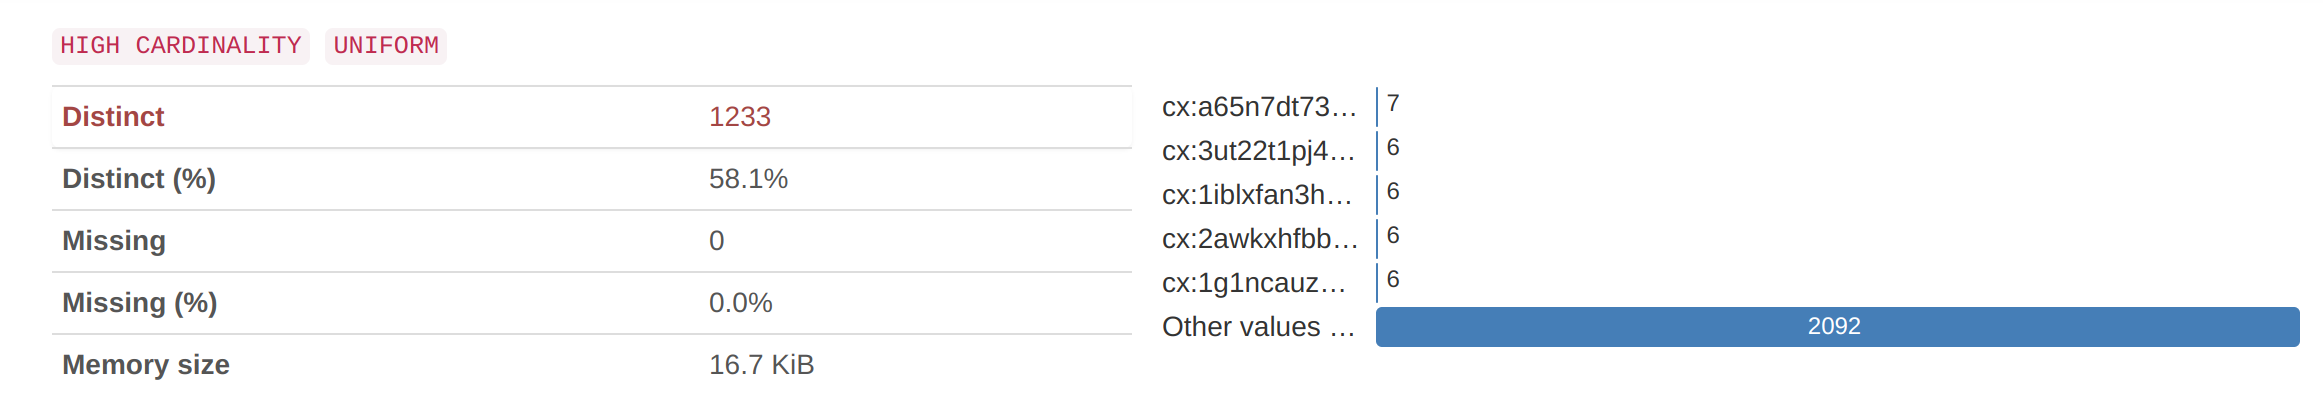 HIGH CARDINALITY UNIFORM
Distinct 1233
Distinct (%) 58.1%
Missing 0
Missing (%) 0.0%
Memory size 16.7 KiB
cx:a65n7dt73… 7
cx:3ut22t1pj4… 6
cx:1iblxfan3h… 6
cx:2awkxhfbb… 6
cx:1g1ncauz… 6
Other values … 2092